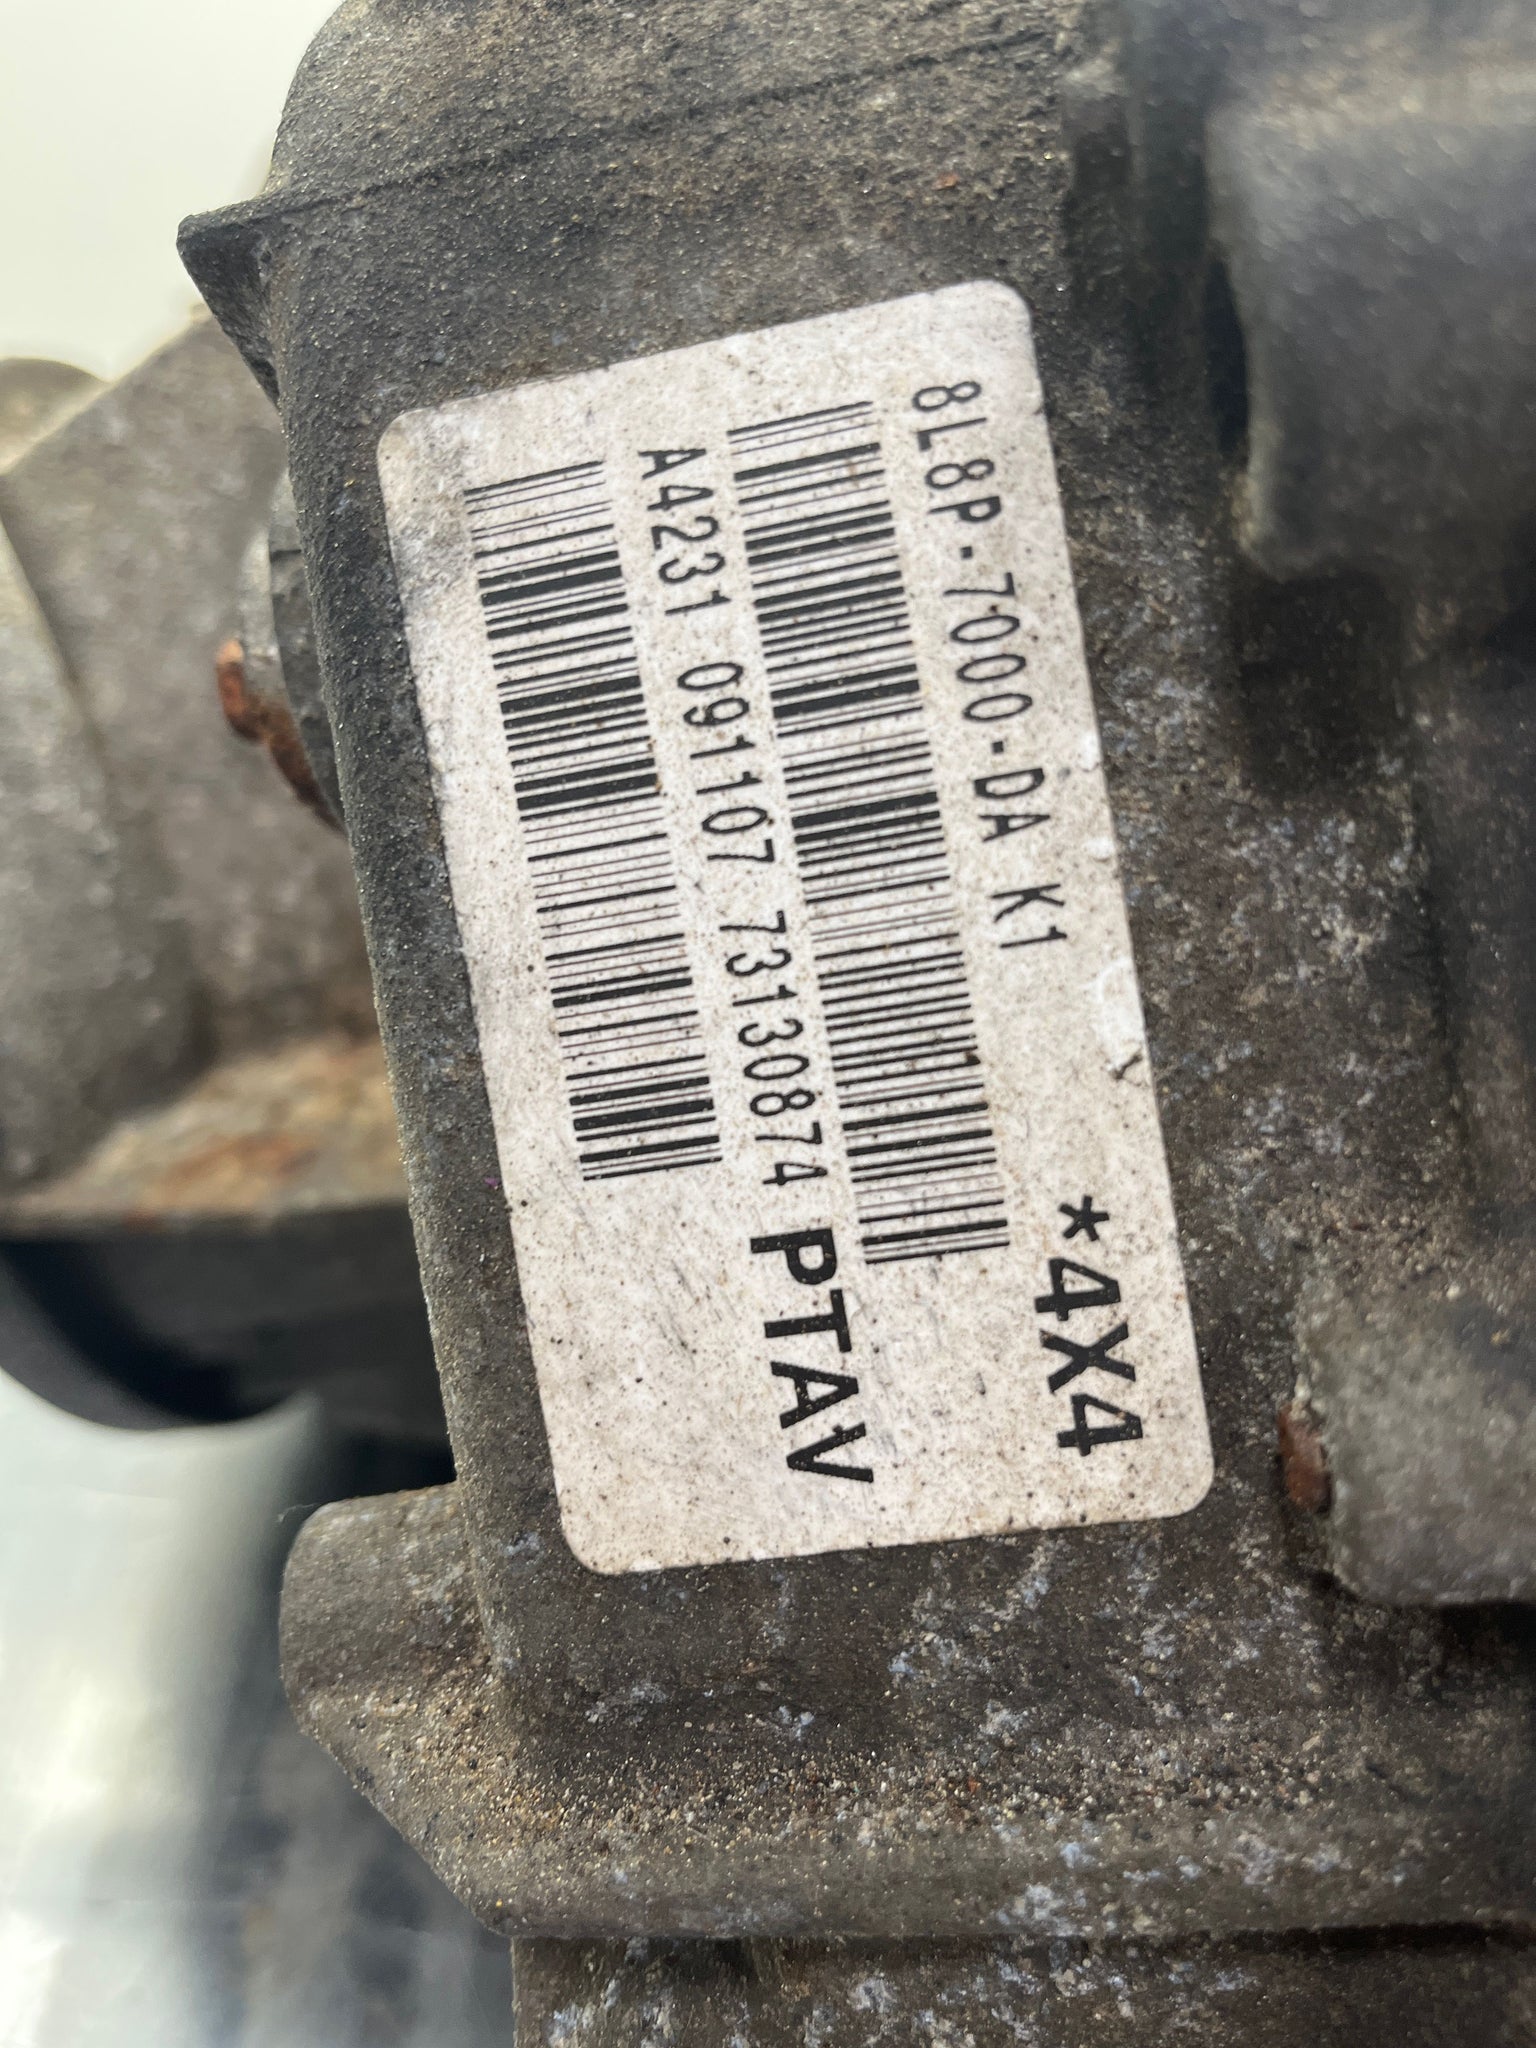 8L8P-7000-DA K1 *4X4
A4231 091107 73130874 PTAV